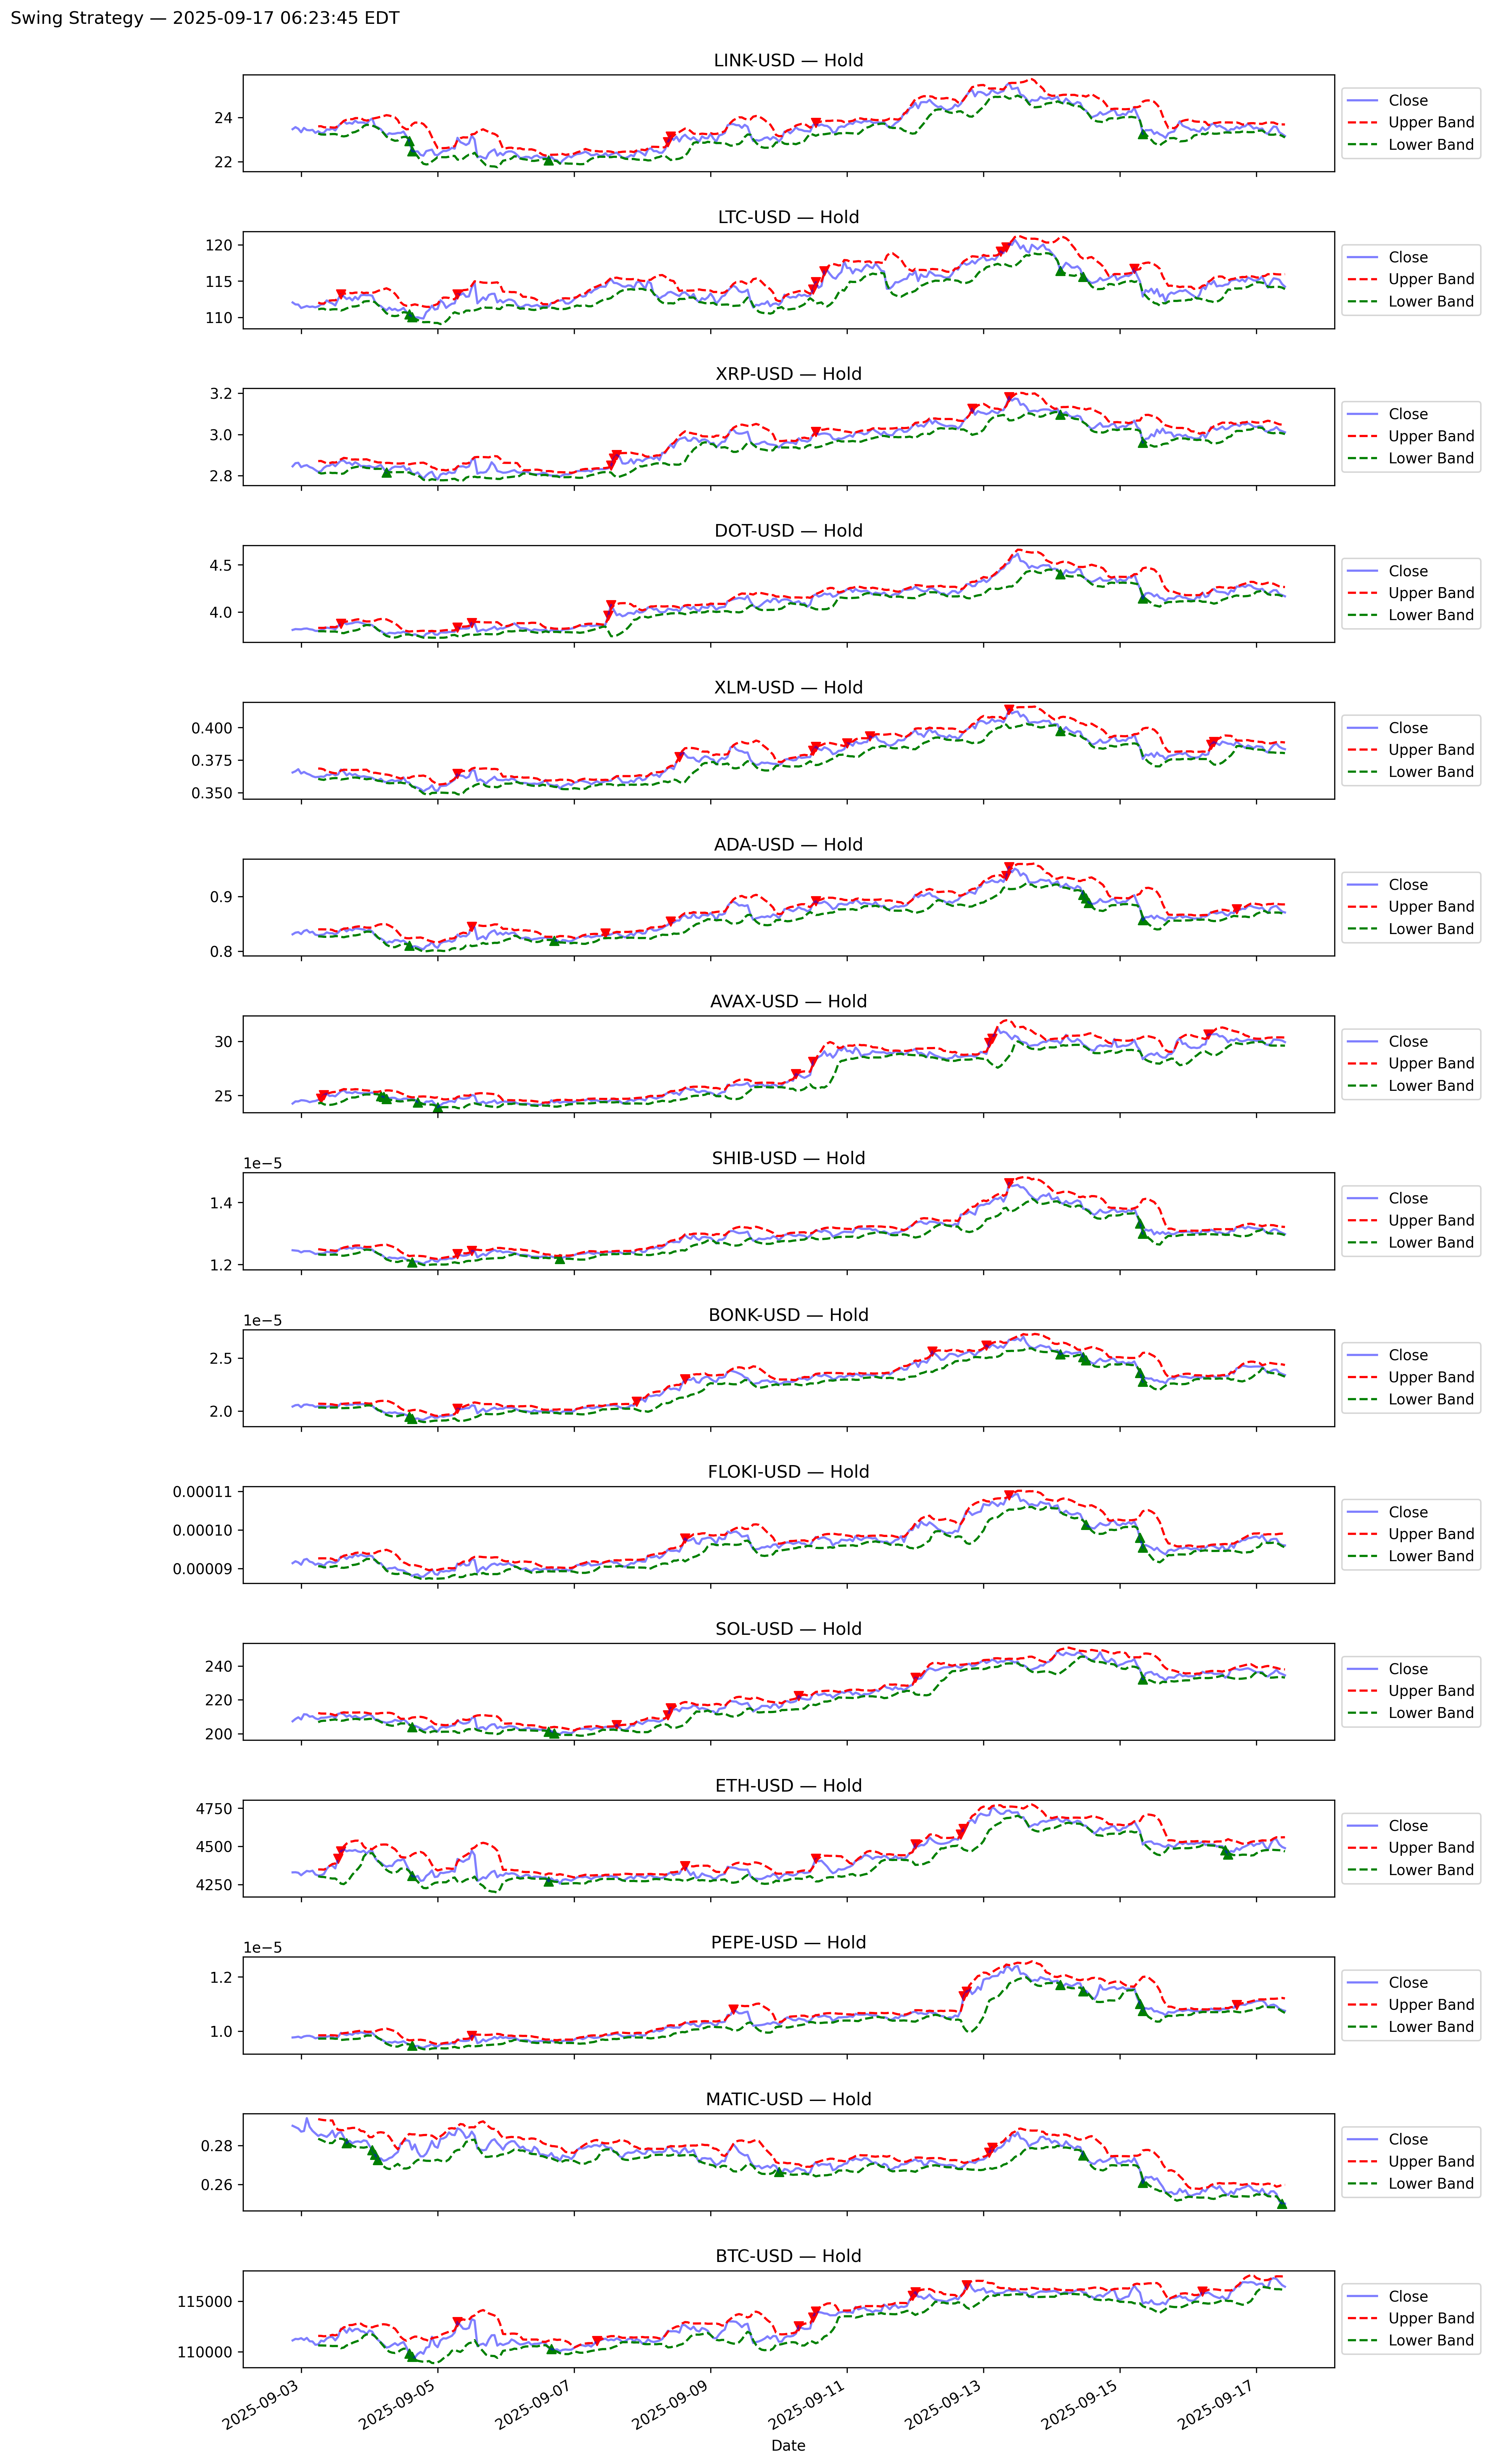 Swing Strategy — 2025-09-17 06:23:45 EDT
LINK-USD — Hold
24
22
Close
Upper Band
Lower Band
LTC-USD — Hold
120
115
110
Close
Upper Band
Lower Band
XRP-USD — Hold
3.2
3.0
2.8
Close
Upper Band
Lower Band
DOT-USD — Hold
4.5
4.0
Close
Upper Band
Lower Band
XLM-USD — Hold
0.400
0.375
0.350
Close
Upper Band
Lower Band
ADA-USD — Hold
0.9
0.8
Close
Upper Band
Lower Band
AVAX-USD — Hold
30
25
Close
Upper Band
Lower Band
SHIB-USD — Hold
1e−5
1.4
1.2
Close
Upper Band
Lower Band
BONK-USD — Hold
1e−5
2.5
2.0
Close
Upper Band
Lower Band
FLOKI-USD — Hold
0.00011
0.00010
0.00009
Close
Upper Band
Lower Band
SOL-USD — Hold
240
220
200
Close
Upper Band
Lower Band
ETH-USD — Hold
4750
4500
4250
Close
Upper Band
Lower Band
PEPE-USD — Hold
1e−5
1.2
1.0
Close
Upper Band
Lower Band
MATIC-USD — Hold
0.28
0.26
Close
Upper Band
Lower Band
BTC-USD — Hold
115000
110000
Close
Upper Band
Lower Band
2025-09-03
2025-09-05
2025-09-07
2025-09-09
2025-09-11
2025-09-13
2025-09-15
2025-09-17
Date